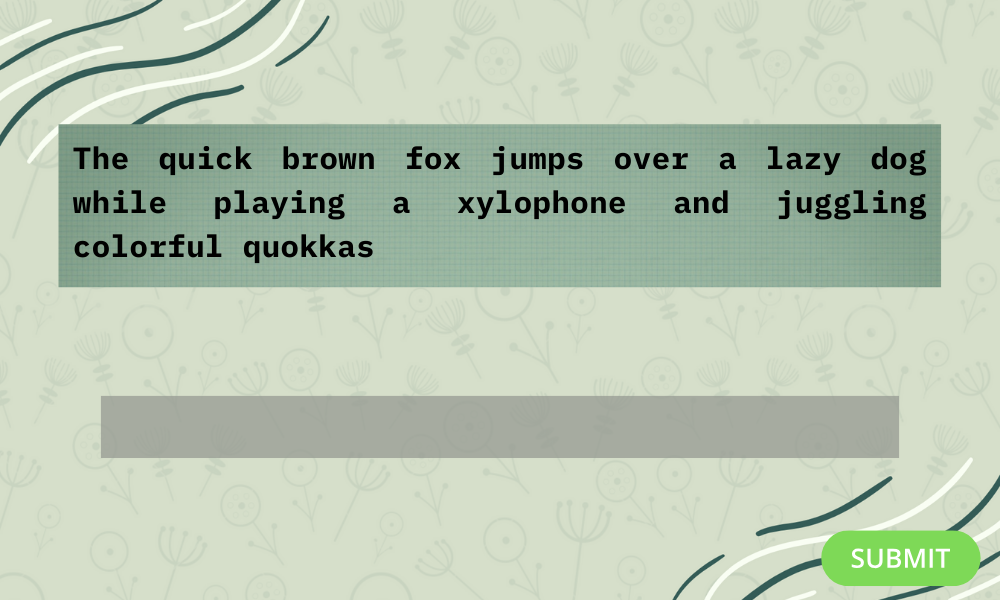 The quick brown fox jumps over a lazy dog
while playing a xylophone and juggling
colorful quokkas
SUBMIT